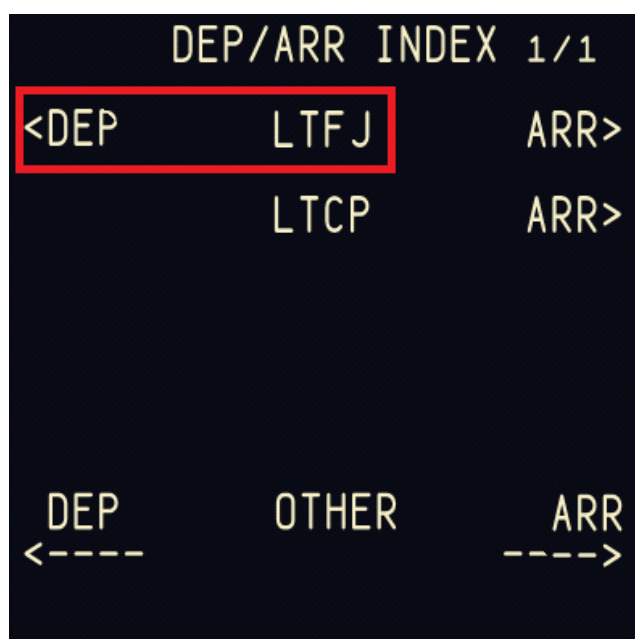 DEP/ARR INDEX 1/1
<DEP LTFJ ARR>
LTCP ARR>
DEP OTHER ARR
<---- ---->